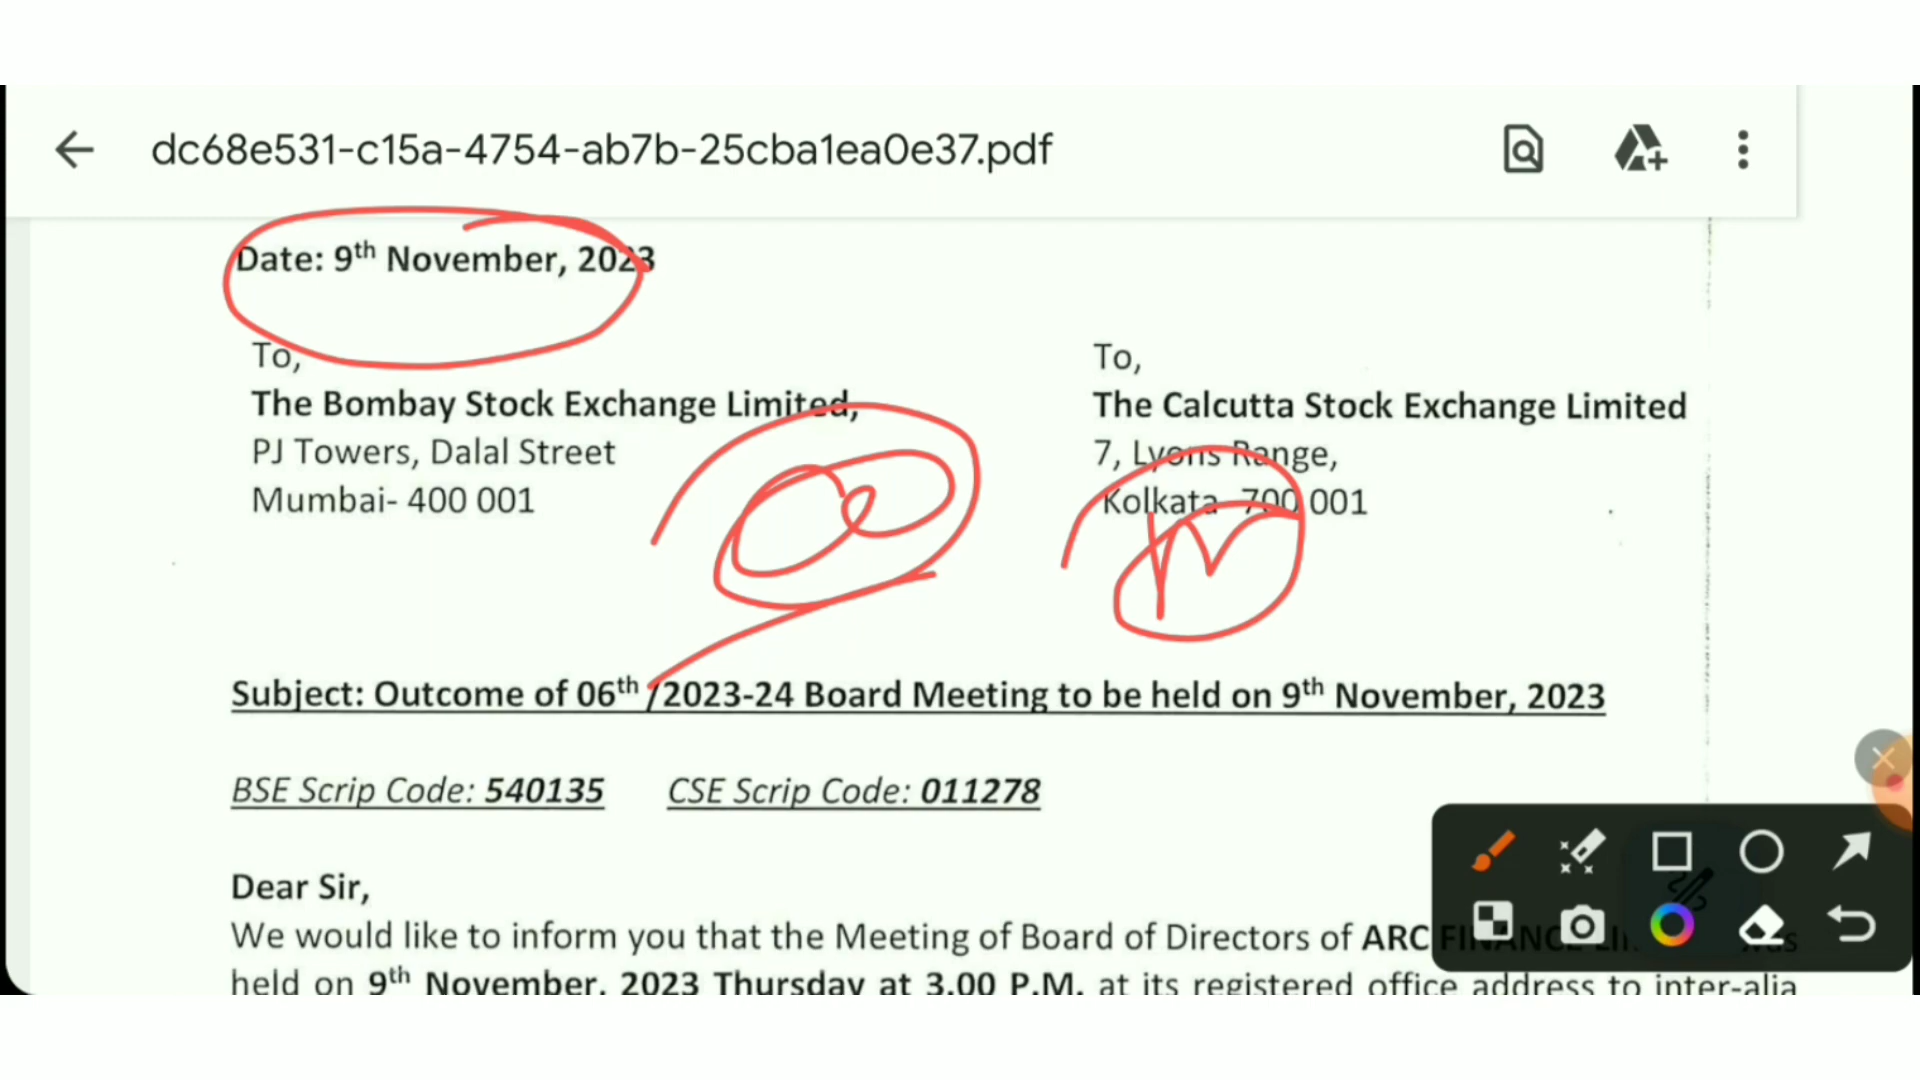 dc68e531-c15a-4754-ab7b-25cba1ea0e37.pdf
Date: 9th November, 2023
To,
The Bombay Stock Exchange Limited,
PJ Towers, Dalal Street
Mumbai- 400 001
To,
The Calcutta Stock Exchange Limited
7, Lyons Range,
Kolkata- 700 001
Subject: Outcome of 06th /2023-24 Board Meeting to be held on 9th November, 2023
BSE Scrip Code: 540135 CSE Scrip Code: 011278
Dear Sir,
We would like to inform you that the Meeting of Board of Directors of ARC FINANCE was
held on 9th November, 2023 Thursday at 3.00 P.M. at its registered office address to inter-alia